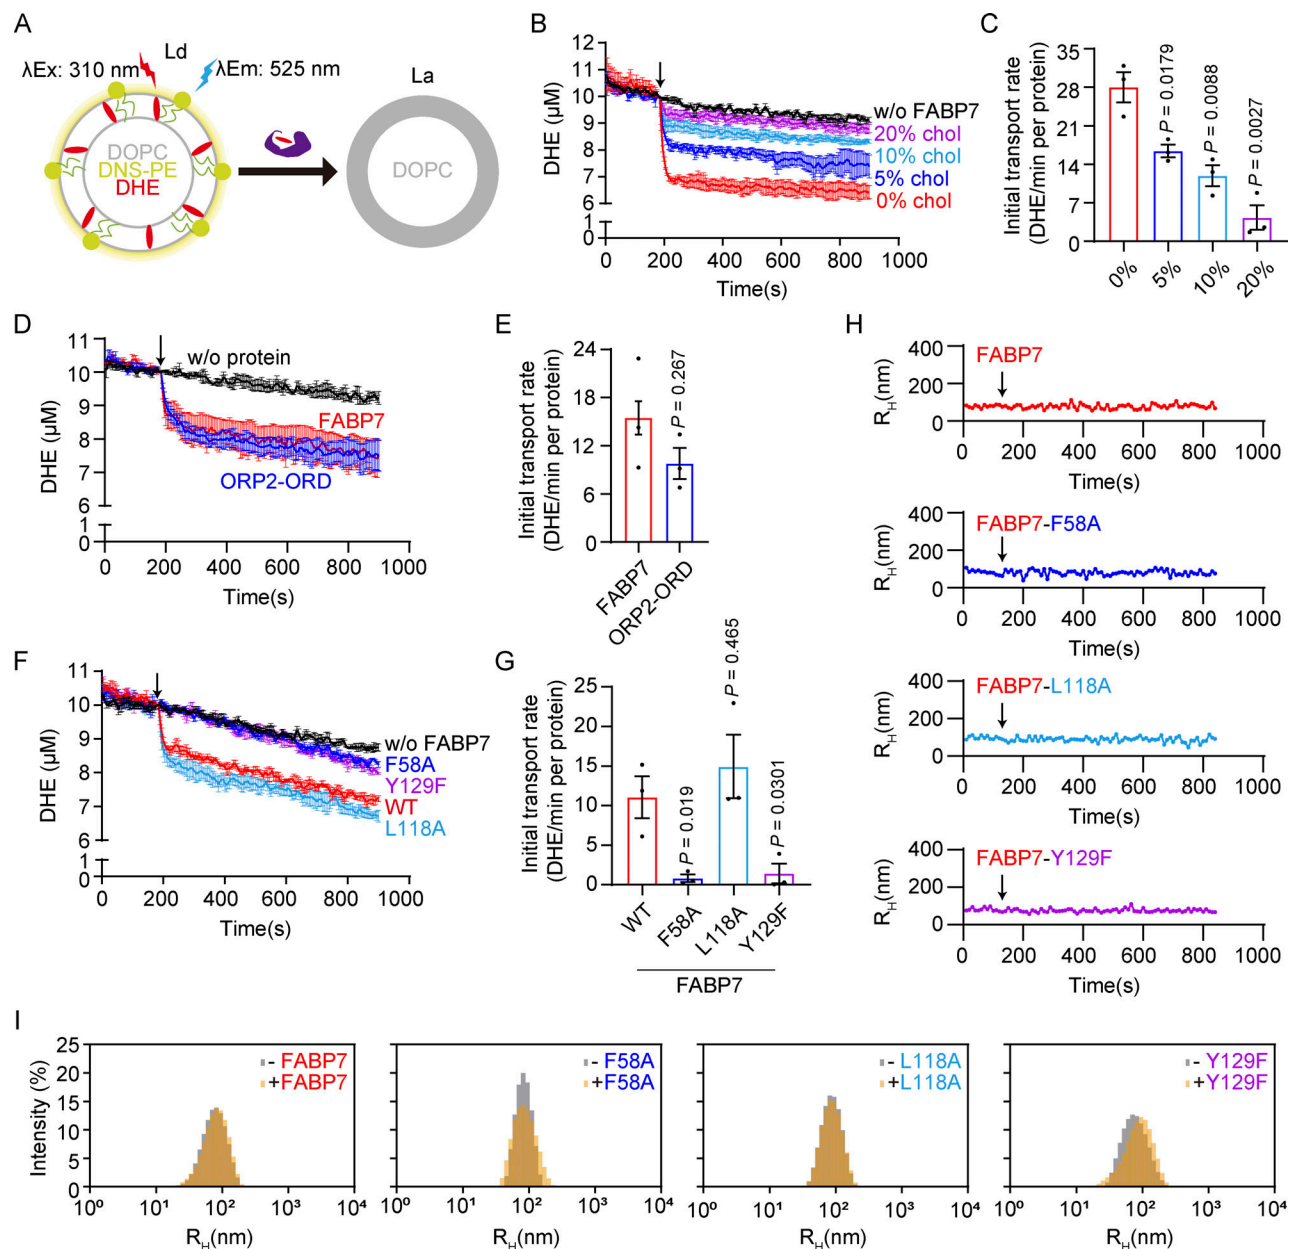 A
Ld
λEx: 310 nm
λEm: 525 nm
DOPC
DNS-PE
DHE
La
DOPC
B
DHE (μM)
11
10
9
8
7
6
1
0
w/o FABP7
20% chol
10% chol
5% chol
0% chol
0 200 400 600 800 1000
Time(s)
C
Initial transport rate
(DHE/min per protein)
35
28
21
14
7
0
P = 0.0179
P = 0.0088
P = 0.0027
0% 5% 10% 20%
D
DHE (μM)
11
10
9
8
7
6
1
0
w/o protein
FABP7
ORP2-ORD
0 200 400 600 800 1000
Time(s)
E
Initial transport rate
(DHE/min per protein)
24
18
12
6
0
P = 0.267
FABP7
ORP2-ORD
F
DHE (μM)
11
10
9
8
7
6
1
0
w/o FABP7
F58A
Y129F
WT
L118A
0 200 400 600 800 1000
Time(s)
G
Initial transport rate
(DHE/min per protein)
25
20
15
10
5
0
P = 0.019
P = 0.465
P = 0.0301
WT F58A L118A Y129F
FABP7
H
RH(nm)
400
200
0
FABP7
0 200 400 600 800 1000
Time(s)
RH(nm)
400
200
0
FABP7-F58A
0 200 400 600 800 1000
Time(s)
RH(nm)
400
200
0
FABP7-L118A
0 200 400 600 800 1000
Time(s)
RH(nm)
400
200
0
FABP7-Y129F
0 200 400 600 800 1000
Time(s)
I
Intensity (%)
25
20
15
10
5
0
- FABP7
+ FABP7
10⁰ 10¹ 10² 10³ 10⁴
RH(nm)
- F58A
+ F58A
10⁰ 10¹ 10² 10³ 10⁴
RH(nm)
- L118A
+ L118A
10⁰ 10¹ 10² 10³ 10⁴
RH(nm)
- Y129F
+ Y129F
10⁰ 10¹ 10² 10³ 10⁴
RH(nm)